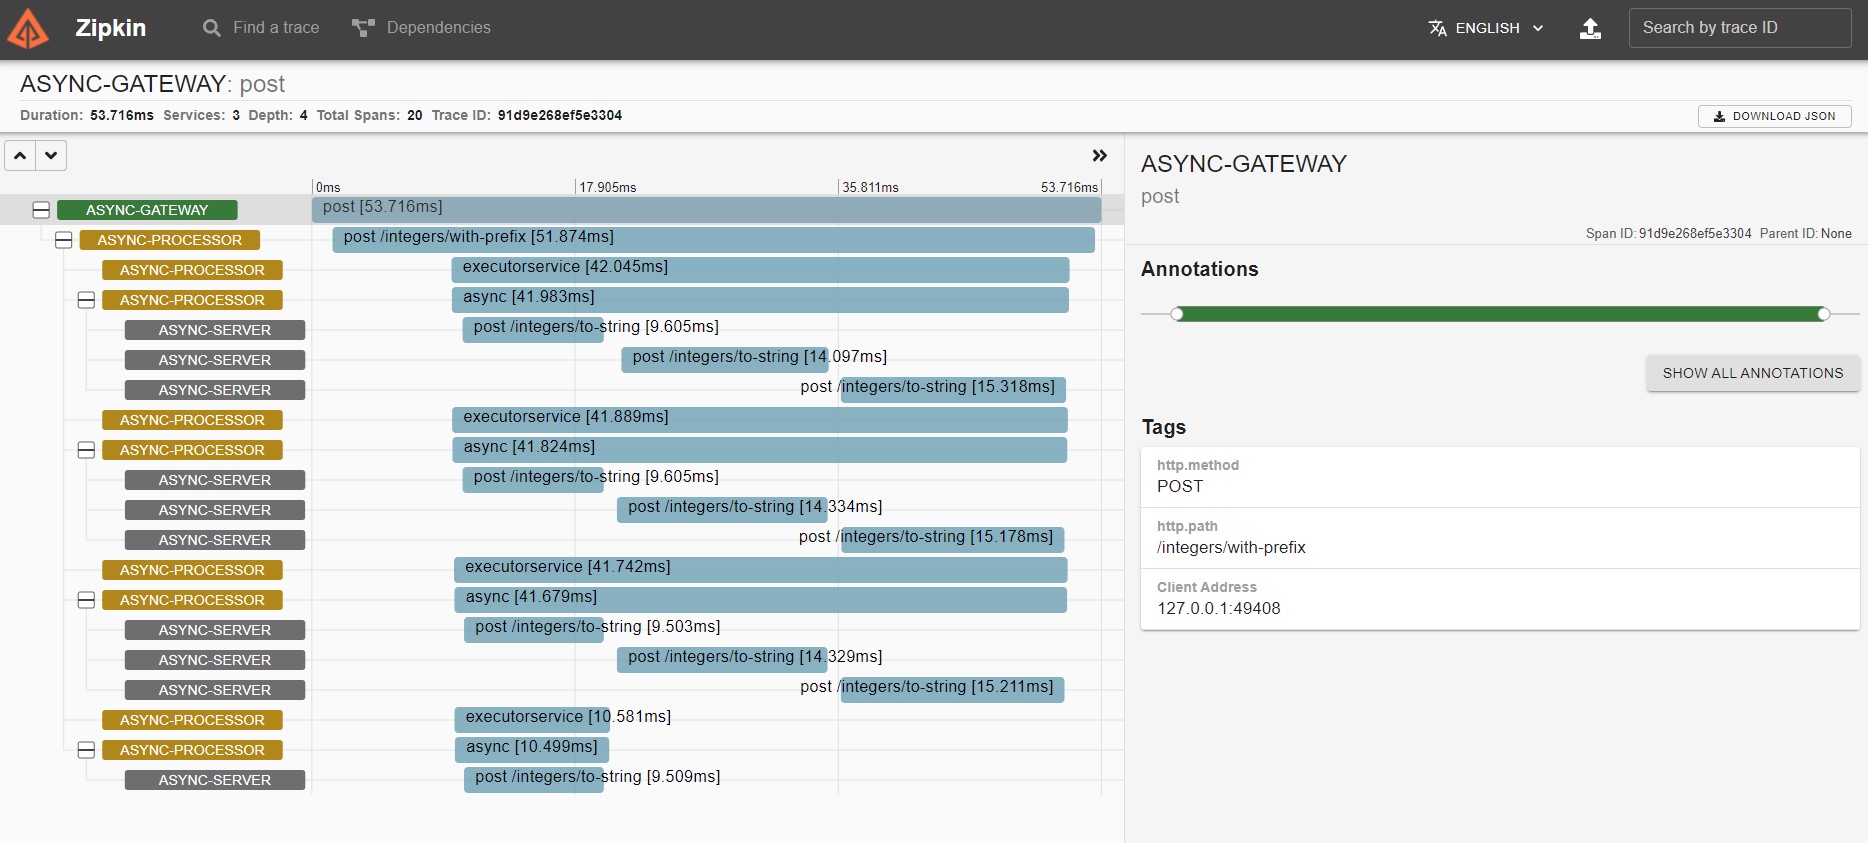 Zipkin Find a trace Dependencies ENGLISH Search by trace ID
ASYNC-GATEWAY: post
Duration: 53.716ms Services: 3 Depth: 4 Total Spans: 20 Trace ID: 91d9e268ef5e3304 DOWNLOAD JSON
0ms 17.905ms 35.811ms 53.716ms
ASYNC-GATEWAY post [53.716ms]
ASYNC-PROCESSOR post /integers/with-prefix [51.874ms]
ASYNC-PROCESSOR executorservice [42.045ms]
ASYNC-PROCESSOR async [41.983ms]
ASYNC-SERVER post /integers/to-string [9.605ms]
ASYNC-SERVER post /integers/to-string [14.097ms]
ASYNC-SERVER post /integers/to-string [15.318ms]
ASYNC-PROCESSOR executorservice [41.889ms]
ASYNC-PROCESSOR async [41.824ms]
ASYNC-SERVER post /integers/to-string [9.605ms]
ASYNC-SERVER post /integers/to-string [14.334ms]
ASYNC-SERVER post /integers/to-string [15.178ms]
ASYNC-PROCESSOR executorservice [41.742ms]
ASYNC-PROCESSOR async [41.679ms]
ASYNC-SERVER post /integers/to-string [9.503ms]
ASYNC-SERVER post /integers/to-string [14.329ms]
ASYNC-SERVER post /integers/to-string [15.211ms]
ASYNC-PROCESSOR executorservice [10.581ms]
ASYNC-PROCESSOR async [10.499ms]
ASYNC-SERVER post /integers/to-string [9.509ms]
ASYNC-GATEWAY
post
Span ID: 91d9e268ef5e3304 Parent ID: None
Annotations
SHOW ALL ANNOTATIONS
Tags
http.method
POST
http.path
/integers/with-prefix
Client Address
127.0.0.1:49408